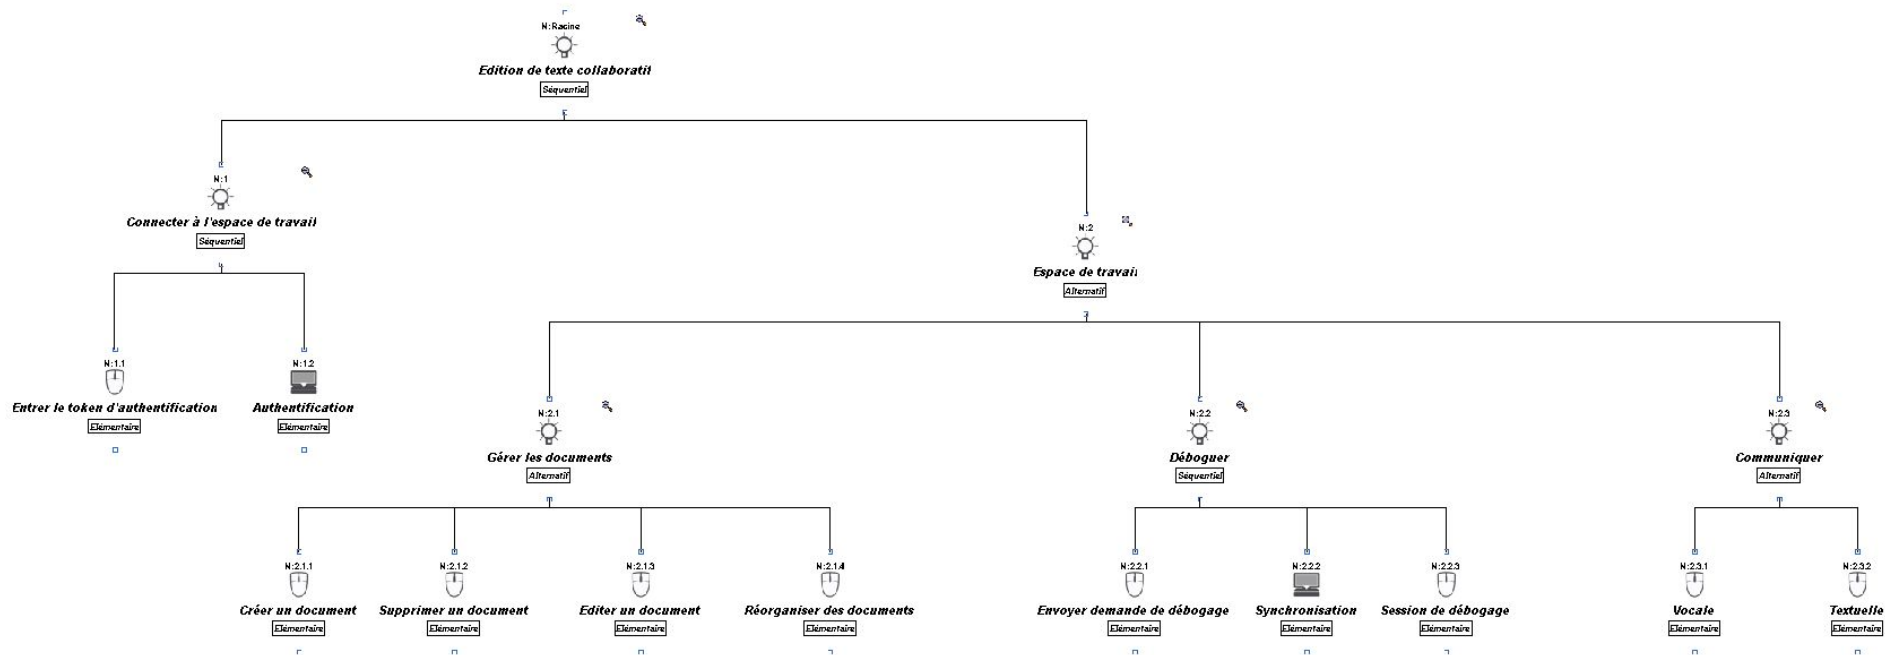 N:Racine
Edition de texte collaboratif
Séquentiel
N:1
Connecter à l'espace de travail
Séquentiel
N:2
Espace de travail
Alternatif
N:1.1
Entrer le token d'authentification
Elémentaire
N:1.2
Authentification
Elémentaire
N:2.1
Gérer les documents
Alternatif
N:2.2
Déboguer
Séquentiel
N:2.3
Communiquer
Alternatif
N:2.1.1
Créer un document
Elémentaire
N:2.1.2
Supprimer un document
Elémentaire
N:2.1.3
Editer un document
Elémentaire
N:2.1.4
Réorganiser des documents
Elémentaire
N:2.2.1
Envoyer demande de débogage
Elémentaire
N:2.2.2
Synchronisation
Elémentaire
N:2.2.3
Session de débogage
Elémentaire
N:2.3.1
Vocale
Elémentaire
N:2.3.2
Textuelle
Elémentaire